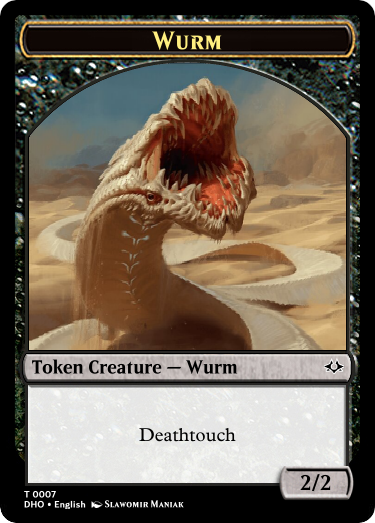 Wurm
Token Creature — Wurm
Deathtouch
2/2
T 0007
DHO • English Slawomir Maniak